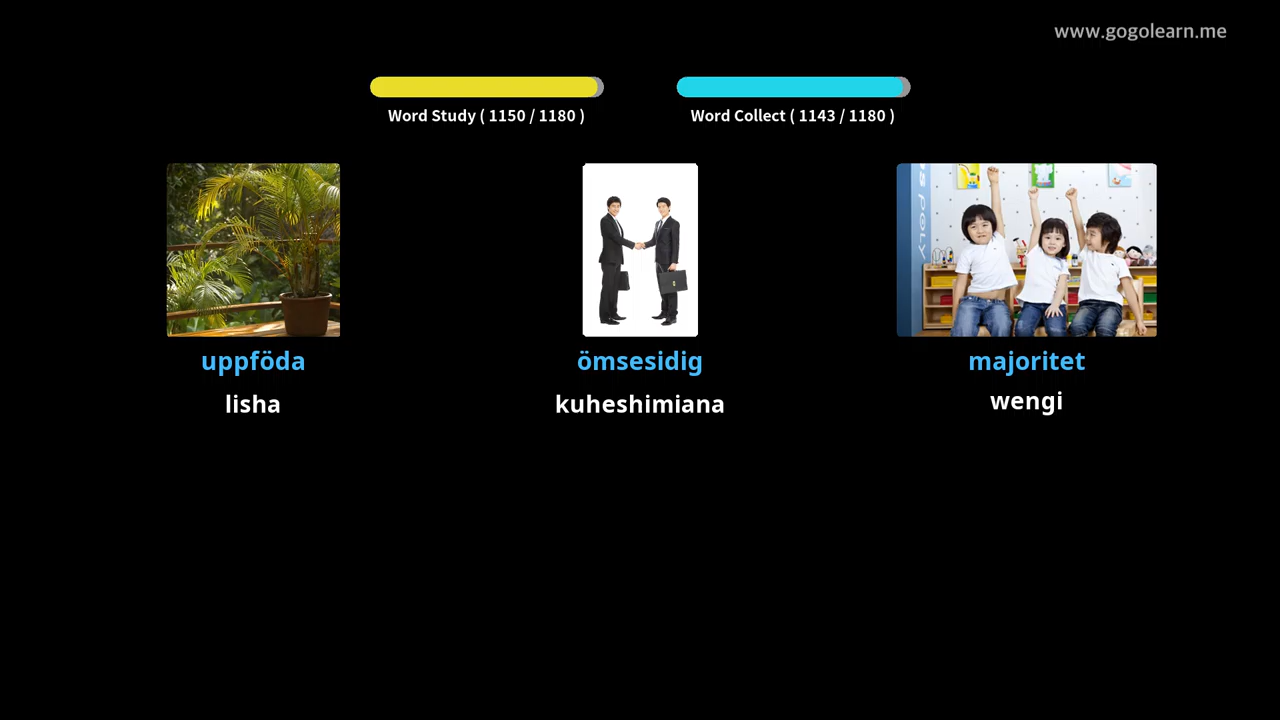 www.gogolearn.me
Word Study ( 1150 / 1180 )
Word Collect ( 1143 / 1180 )
uppföda
ömsesidig
majoritet
lisha
kuheshimiana
wengi